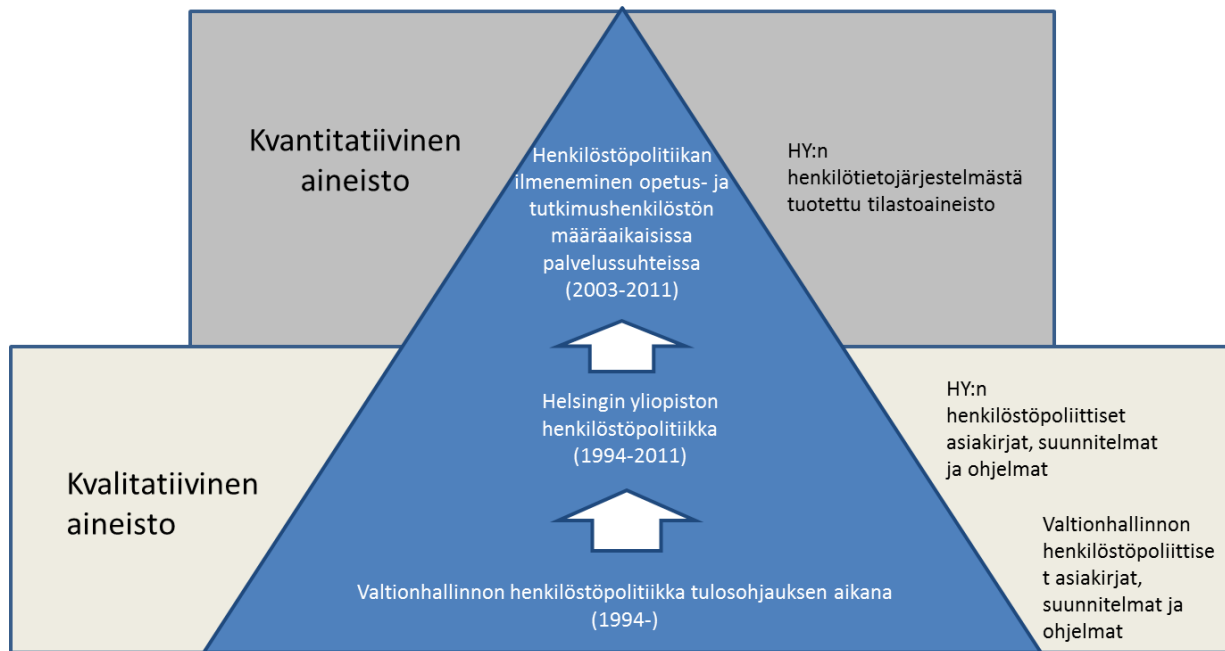 Kvantitatiivinen
aineisto
Henkilöstöpolitiikan
ilmeneminen opetus- ja
tutkimushenkilöstön
määräaikaisissa
palvelussuhteissa
(2003-2011)
HY:n
henkilötietojärjestelmästä
tuotettu tilastoaineisto
Kvalitatiivinen
aineisto
Helsingin yliopiston
henkilöstöpolitiikka
(1994-2011)
Valtionhallinnon henkilöstöpolitiikka tulosohjauksen aikana
(1994-)
HY:n
henkilöstöpoliittiset
asiakirjat, suunnitelmat
ja ohjelmat
Valtionhallinnon
henkilöstöpoliittise
t asiakirjat,
suunnitelmat ja
ohjelmat